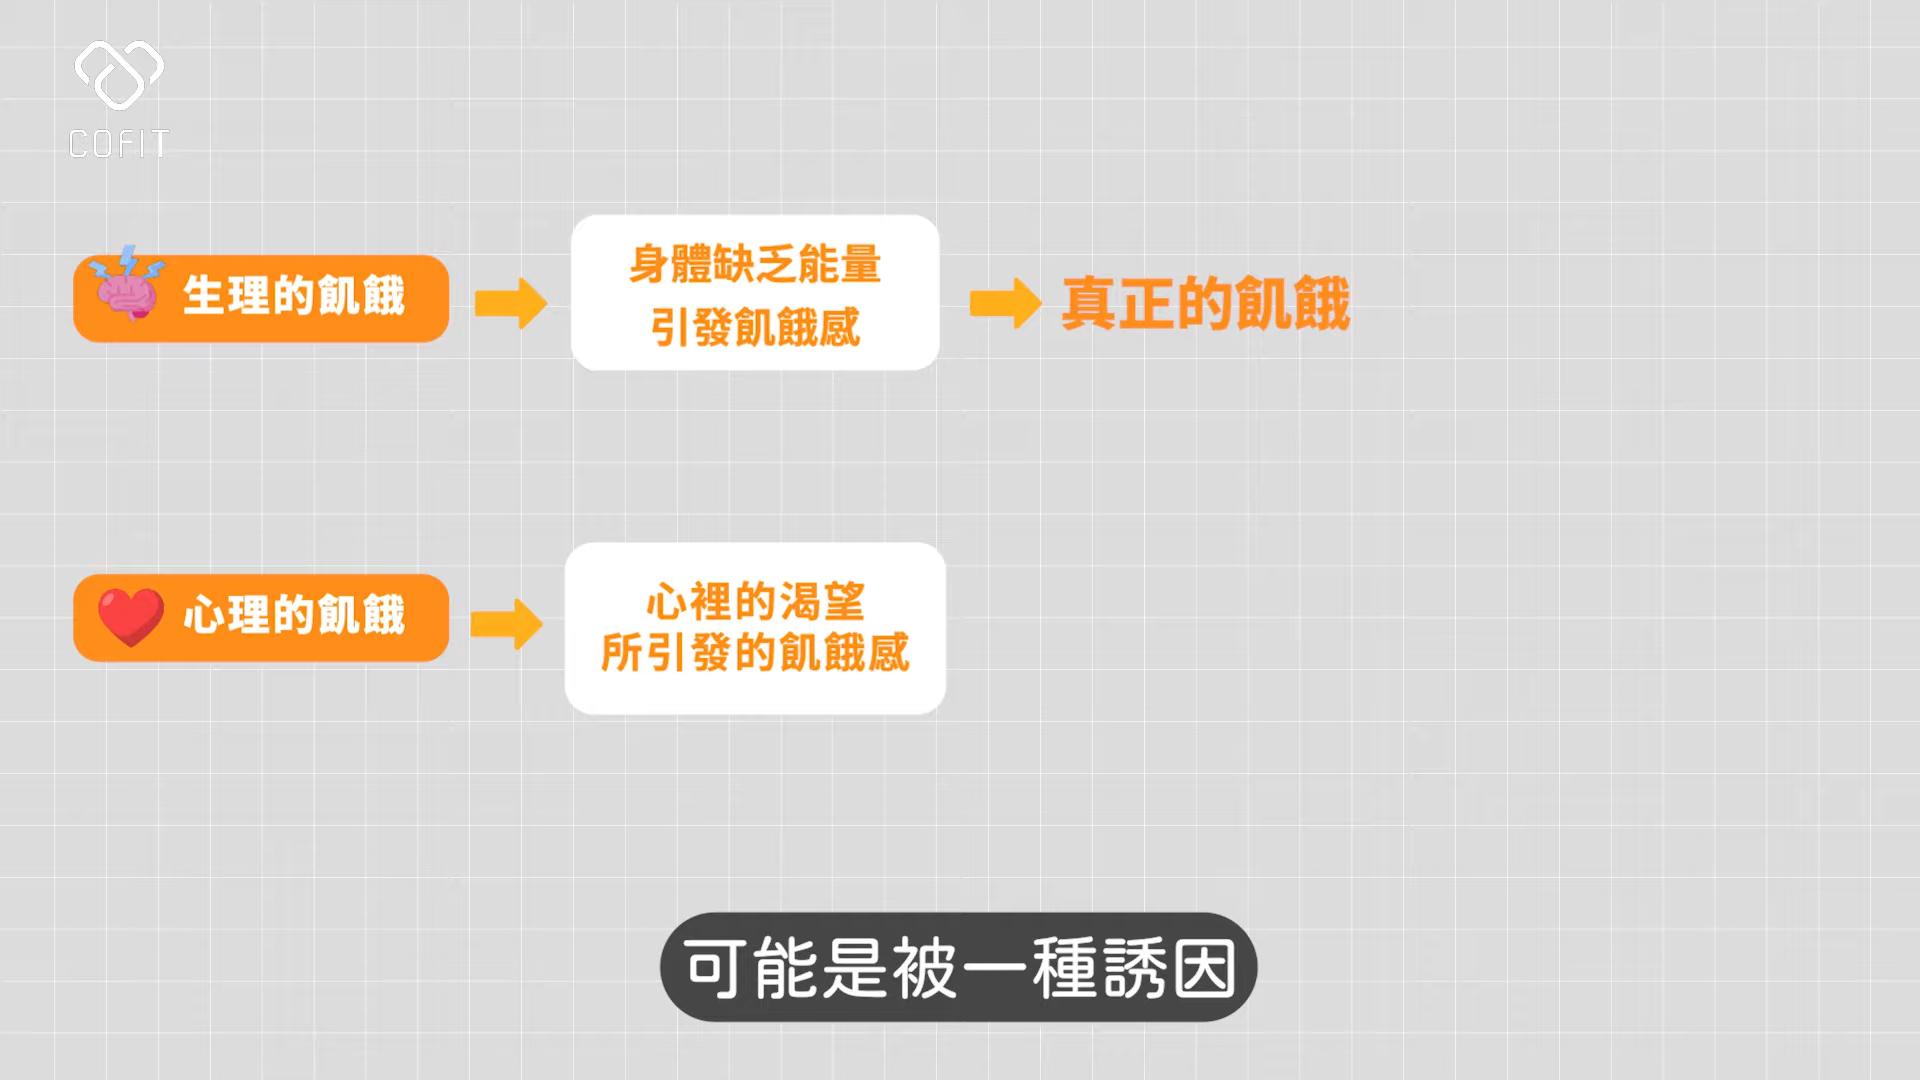 COFIT
生理的飢餓
身體缺乏能量
引發飢餓感
真正的飢餓
心理的飢餓
心裡的渴望
所引發的飢餓感
可能是被一種誘因